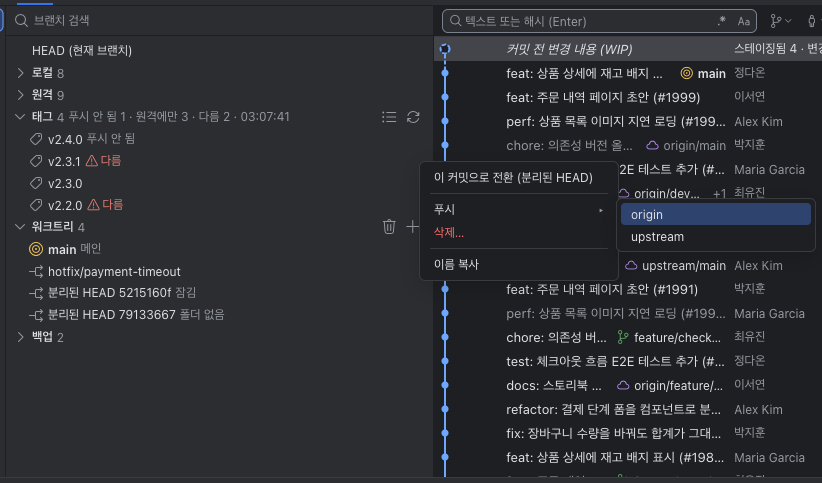 브랜치 검색
HEAD (현재 브랜치)
로컬 8
원격 9
태그 4 푸시 안 됨 1 · 원격에만 3 · 다름 2 · 03:07:41
v2.4.0 푸시 안 됨
v2.3.1 다름
v2.3.0
v2.2.0 다름
워크트리 4
main 메인
hotfix/payment-timeout
분리된 HEAD 5215160f 잠김
분리된 HEAD 79133667 폴더 없음
백업 2
텍스트 또는 해시 (Enter) .* Aa
커밋 전 변경 내용 (WIP) 스테이징됨 4 · 변경
feat: 상품 상세에 재고 배지 ... main 정다온
feat: 주문 내역 페이지 초안 (#1999) 이서연
perf: 상품 목록 이미지 지연 로딩 (#199... Alex Kim
chore: 의존성 버전 올... origin/main 박지훈
E2E 테스트 추가 (#... Maria Garcia
origin/dev... +1 최유진
이 커밋으로 전환 (분리된 HEAD)
푸시
삭제...
이름 복사
origin
upstream
upstream/main Alex Kim
feat: 주문 내역 페이지 초안 (#1991) 박지훈
perf: 상품 목록 이미지 지연 로딩 (#199... Maria Garcia
chore: 의존성 버... feature/check... 최유진
test: 체크아웃 흐름 E2E 테스트 추가 (#... 정다온
docs: 스토리북 ... origin/feature/... 이서연
refactor: 결제 단계 폼을 컴포넌트로 분... Alex Kim
fix: 장바구니 수량을 바꿔도 합계가 그대... 박지훈
feat: 상품 상세에 재고 배지 표시 (#198... Maria Garcia